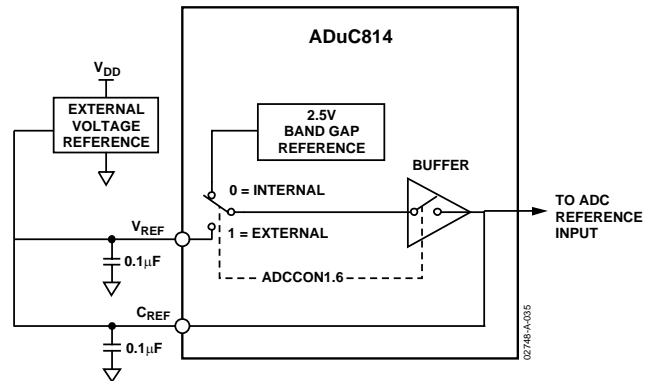 ADuC814
VDD
EXTERNAL
VOLTAGE
REFERENCE
2.5V
BAND GAP
REFERENCE
BUFFER
0 = INTERNAL
TO ADC
REFERENCE
INPUT
VREF
1 = EXTERNAL
0.1µF
ADCCON1.6
CREF
0.1µF
02748-A-035